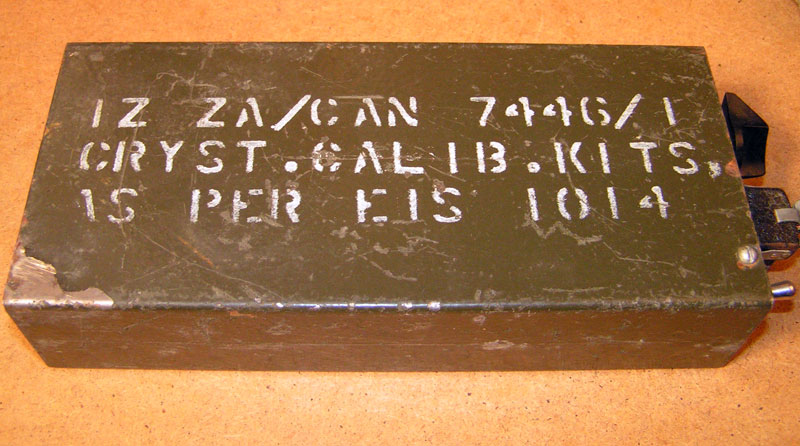 1Z ZA/CAN 7446/1
CRYST.CALIB.KITS,
1S PER EIS 1014